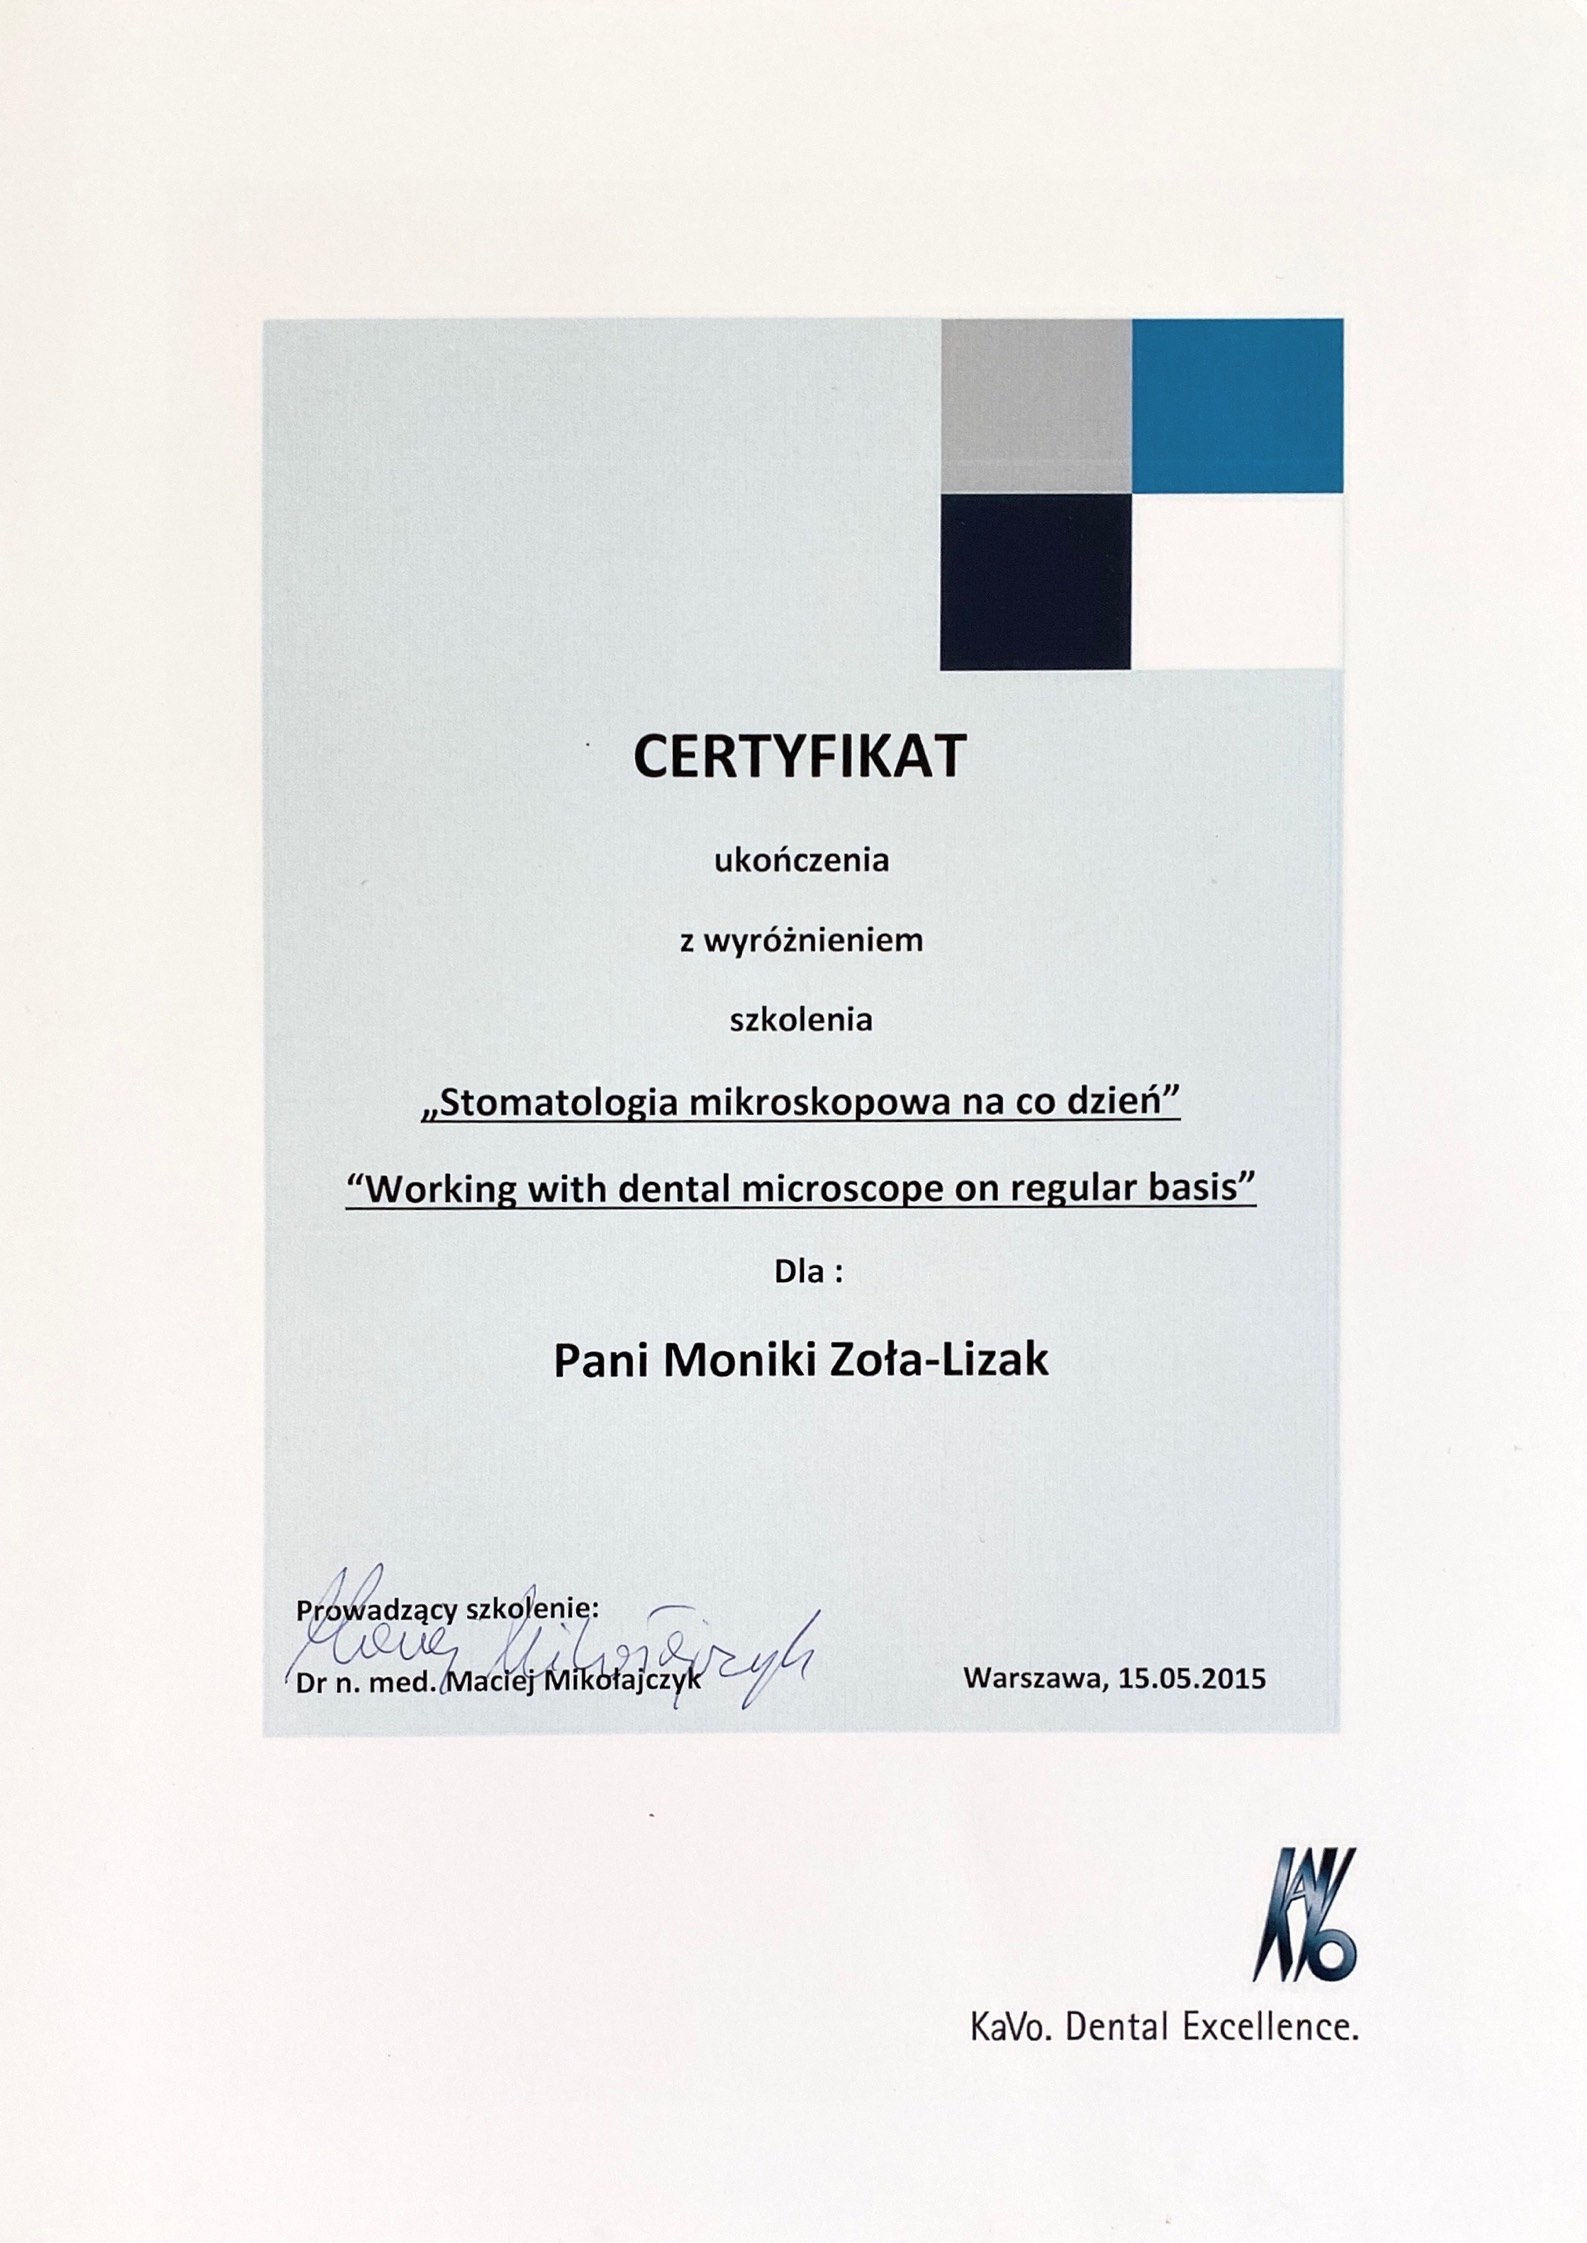 CERTYFIKAT
ukończenia
z wyróżnieniem
szkolenia
„Stomatologia mikroskopowa na co dzień”
“Working with dental microscope on regular basis”
Dla :
Pani Moniki Zoła-Lizak
Prowadzący szkolenie:
Maciej Mikołajczyk
Dr n. med. Maciej Mikołajczyk
Warszawa, 15.05.2015
KAVO
KaVo. Dental Excellence.